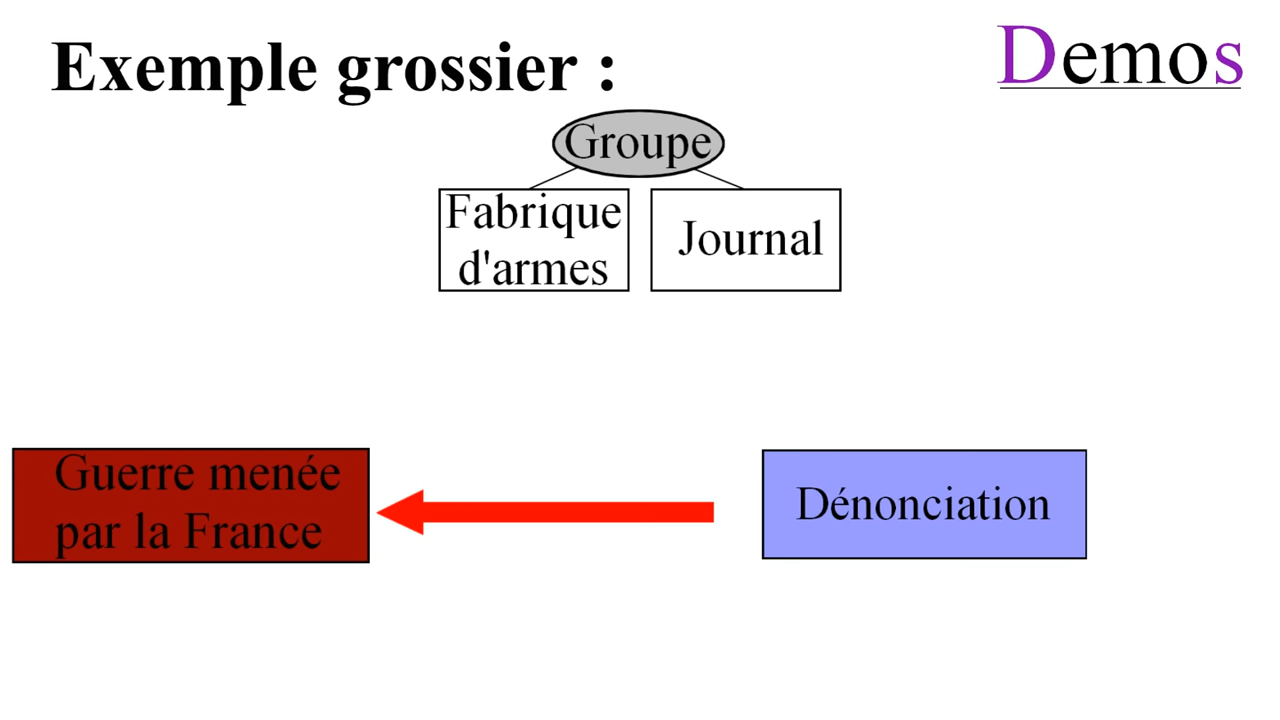 Exemple grossier :
Demos
Groupe
Fabrique
d'armes
Journal
Guerre menée
par la France
Dénonciation